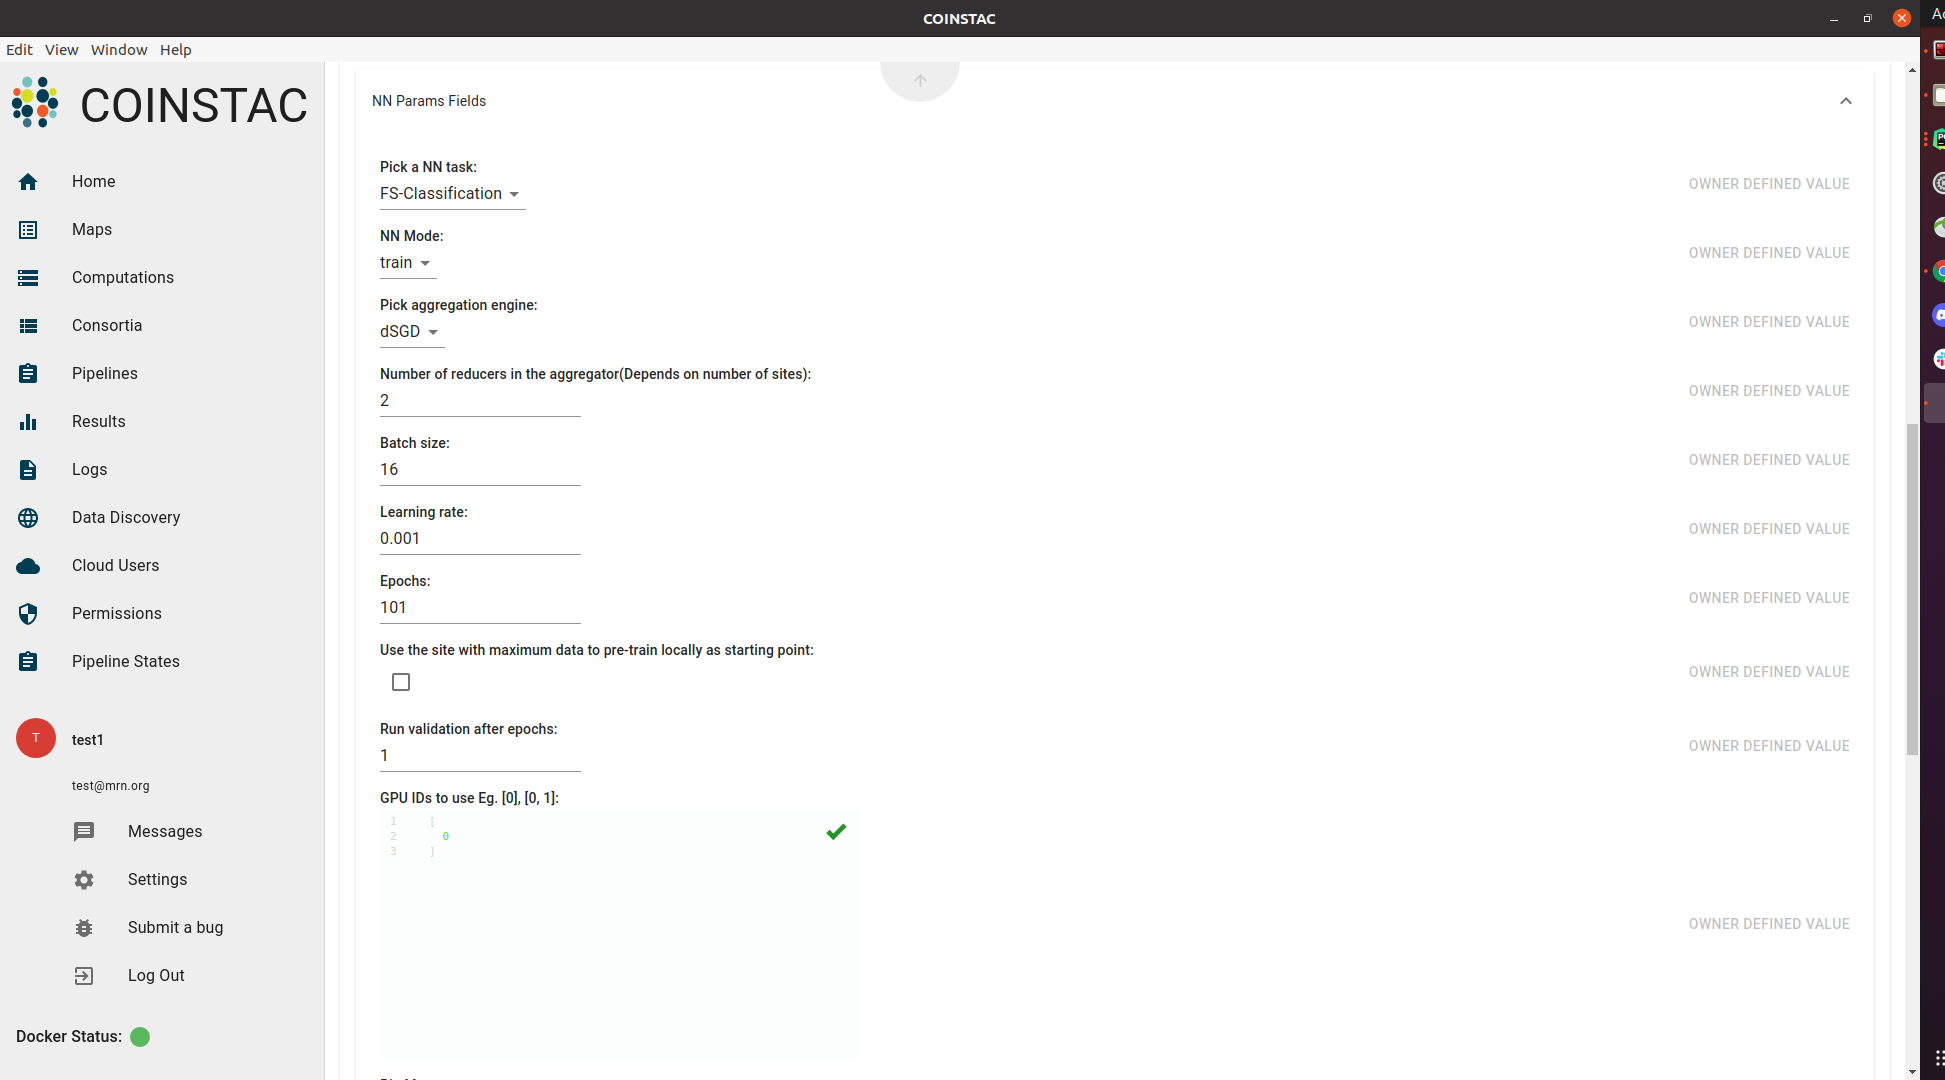 COINSTAC
Edit View Window Help
COINSTAC
Home
Maps
Computations
Consortia
Pipelines
Results
Logs
Data Discovery
Cloud Users
Permissions
Pipeline States
T
test1
test@mrn.org
Messages
Settings
Submit a bug
Log Out
Docker Status:
NN Params Fields
Pick a NN task:
FS-Classification
OWNER DEFINED VALUE
NN Mode:
train
OWNER DEFINED VALUE
Pick aggregation engine:
dSGD
OWNER DEFINED VALUE
Number of reducers in the aggregator(Depends on number of sites):
2
OWNER DEFINED VALUE
Batch size:
16
OWNER DEFINED VALUE
Learning rate:
0.001
OWNER DEFINED VALUE
Epochs:
101
OWNER DEFINED VALUE
Use the site with maximum data to pre-train locally as starting point:
OWNER DEFINED VALUE
Run validation after epochs:
1
OWNER DEFINED VALUE
GPU IDs to use Eg. [0], [0, 1]:
1 [
2 0
3 ]
OWNER DEFINED VALUE